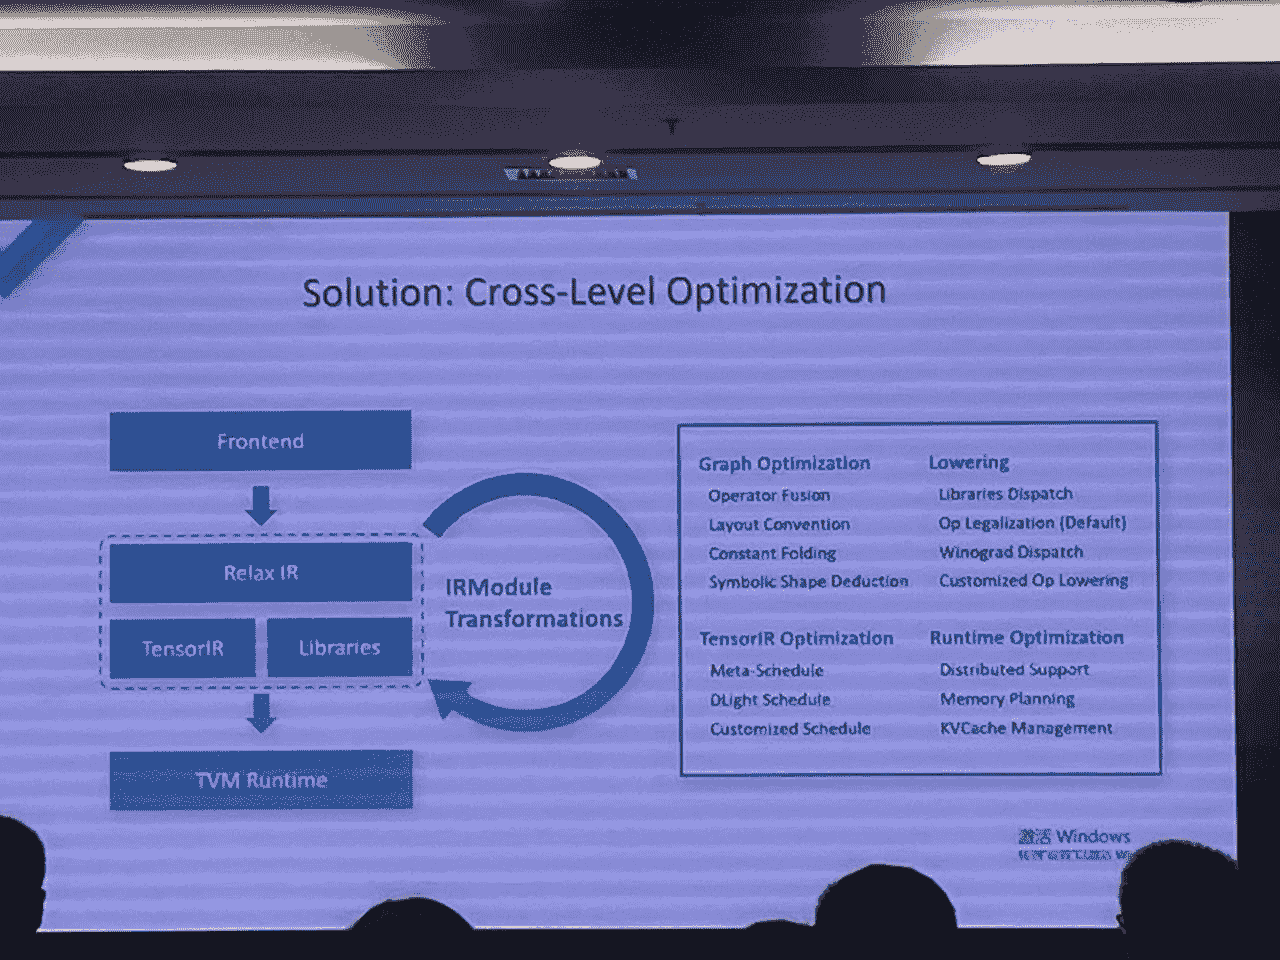 Solution: Cross-Level Optimization
Frontend
Relax IR
TensorIR
Libraries
TVM Runtime
IRModule
Transformations
Graph Optimization
Operator Fusion
Layout Convention
Constant Folding
Symbolic Shape Deduction
Lowering
Libraries Dispatch
Op Legalization (Default)
Winograd Dispatch
Customized Op Lowering
TensorIR Optimization
Meta-Schedule
DLight Schedule
Customized Schedule
Runtime Optimization
Distributed Support
Memory Planning
KVCache Management
激活 Windows